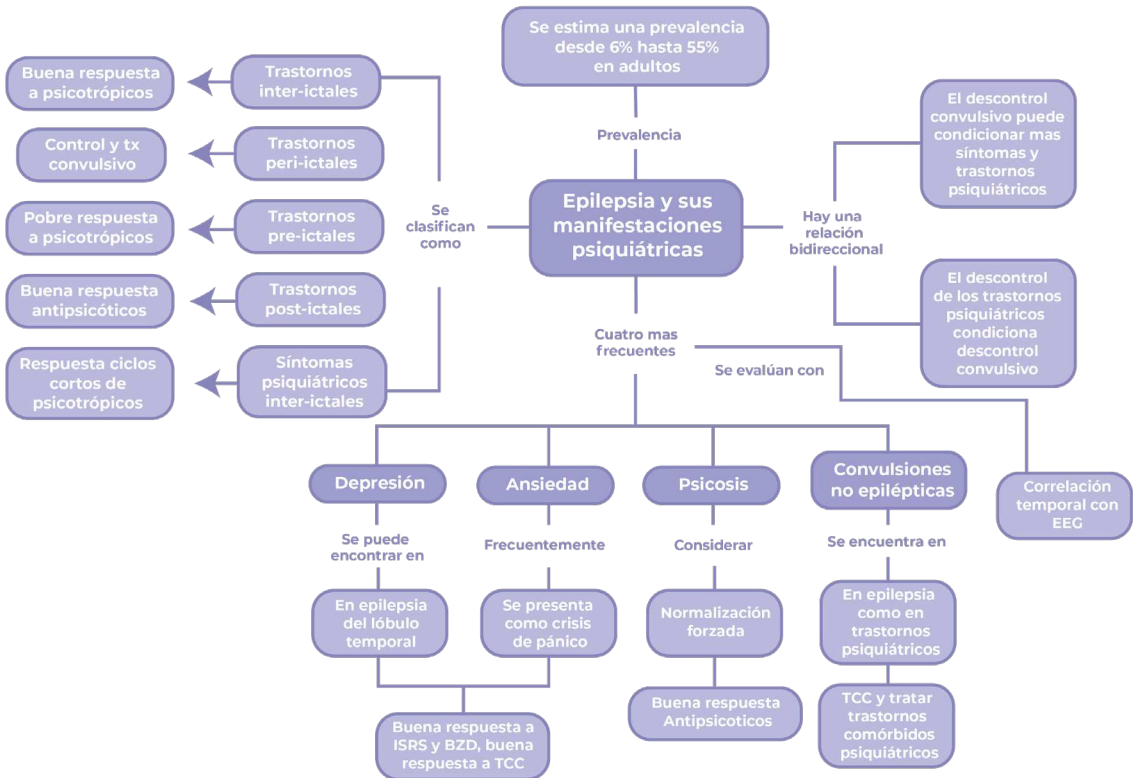 Se estima una prevalencia
desde 6% hasta 55%
en adultos
Prevalencia
Epilepsia y sus
manifestaciones
psiquiátricas
Se
clasifican
como
Trastornos
inter-ictales
Buena respuesta
a psicotrópicos
Trastornos
peri-ictales
Control y tx
convulsivo
Trastornos
pre-ictales
Pobre respuesta
a psicotrópicos
Trastornos
post-ictales
Buena respuesta
antipsicóticos
Síntomas
psiquiátricos
inter-ictales
Respuesta ciclos
cortos de
psicotrópicos
Hay una
relación
bidireccional
El descontrol
convulsivo puede
condicionar mas
síntomas y
trastornos
psiquiátricos
El descontrol
de los trastornos
psiquiátricos
condiciona
descontrol
convulsivo
Cuatro mas
frecuentes
Se evalúan con
Correlación
temporal con
EEG
Depresión
Se puede
encontrar en
En epilepsia
del lóbulo
temporal
Ansiedad
Frecuentemente
Se presenta
como crisis
de pánico
Buena respuesta a
ISRS y BZD, buena
respuesta a TCC
Psicosis
Considerar
Normalización
forzada
Buena respuesta
Antipsicoticos
Convulsiones
no epilépticas
Se encuentra en
En epilepsia
como en
trastornos
psiquiátricos
TCC y tratar
trastornos
comórbidos
psiquiátricos